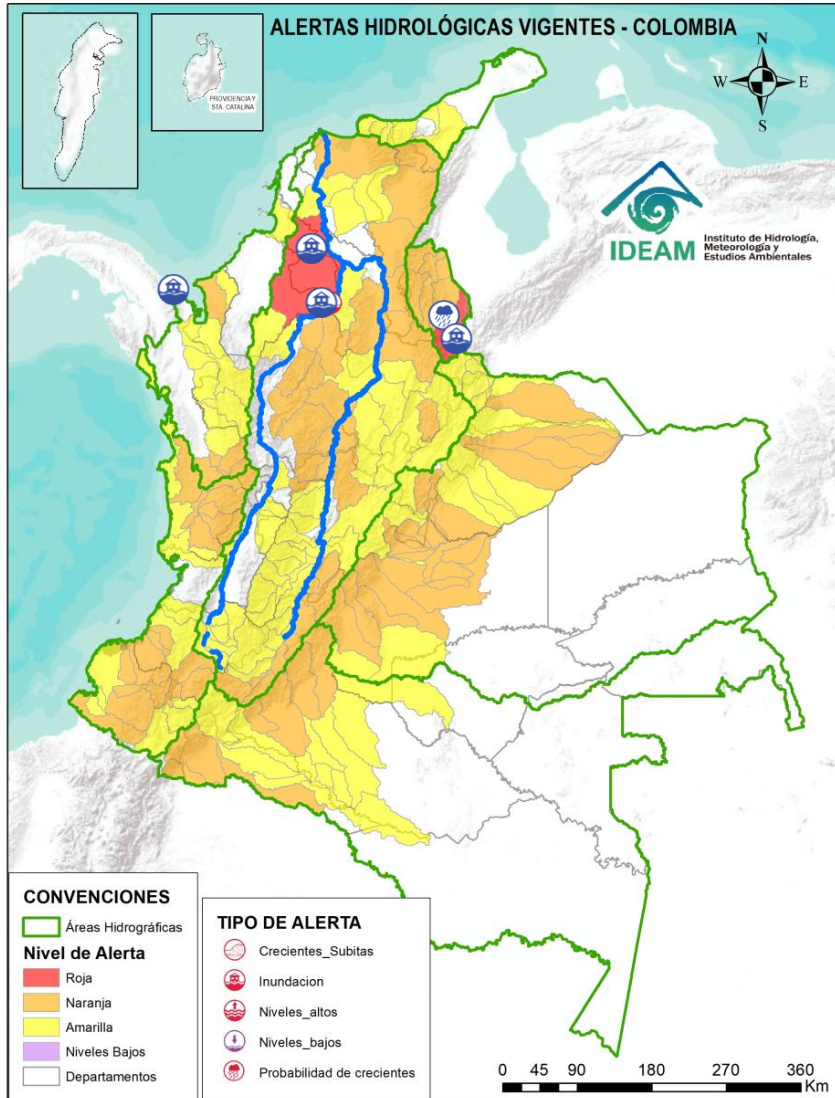 ALERTAS HIDROLÓGICAS VIGENTES - COLOMBIA
PROVIDENCIA Y
STA. CATALINA
N
W
E
S
IDEAM
Instituto de Hidrología,
Meteorología y
Estudios Ambientales
CONVENCIONES
Áreas Hidrográficas
Nivel de Alerta
Roja
Naranja
Amarilla
Niveles Bajos
Departamentos
TIPO DE ALERTA
Crecientes_Subitas
Inundacion
Niveles_altos
Niveles_bajos
Probabilidad de crecientes
0 45 90 180 270 360
Km